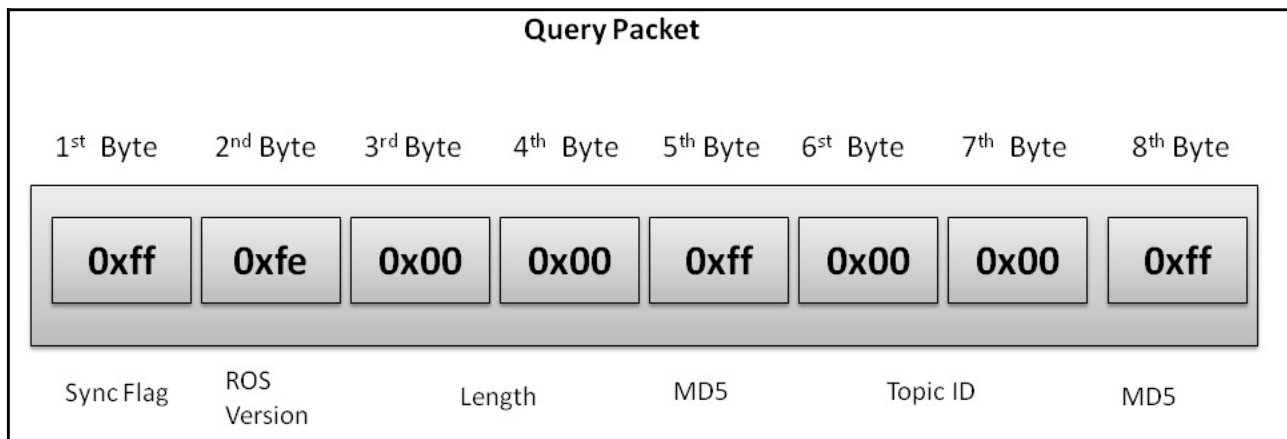 Query Packet
1st Byte 2nd Byte 3rd Byte 4th Byte 5th Byte 6st Byte 7th Byte 8th Byte
0xff 0xfe 0x00 0x00 0xff 0x00 0x00 0xff
Sync Flag ROS Version Length MD5 Topic ID MD5